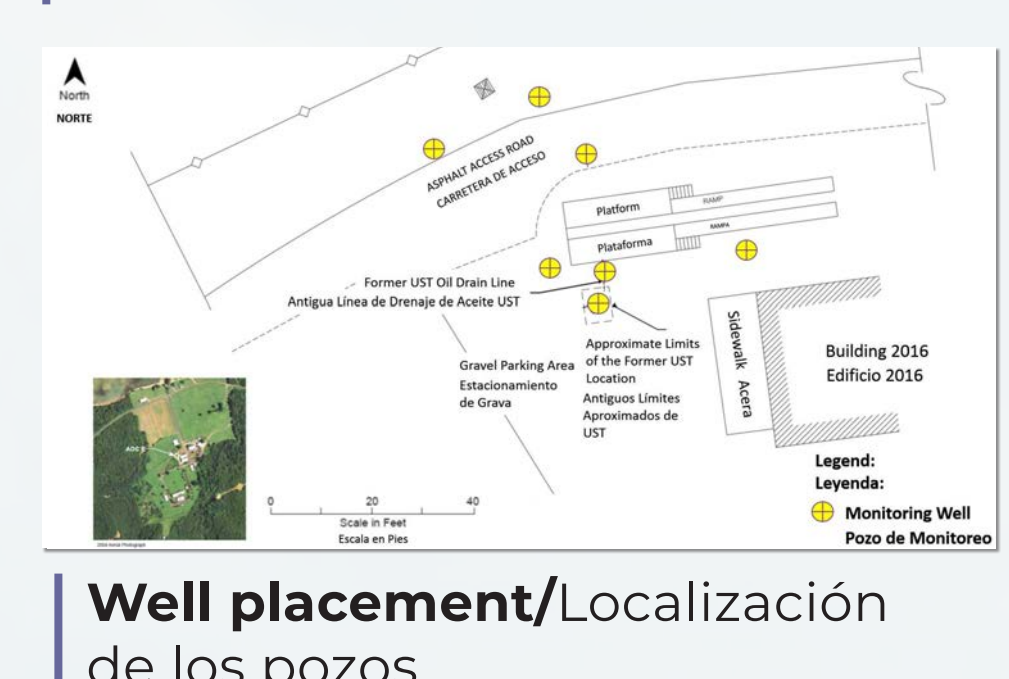 North
NORTE
ASPHALT ACCESS ROAD
CARRETERA DE ACCESO
Platform
RAMP
Plataforma
RAMPA
Former UST Oil Drain Line
Antigua Línea de Drenaje de Aceite UST
Approximate Limits
of the Former UST
Location
Antiguos Límites
Aproximados de
UST
Gravel Parking Area
Estacionamiento
de Grava
Sidewalk Acera
Building 2016
Edificio 2016
0 20 40
Scale in Feet
Escala en Pies
Legend:
Leyenda:
Monitoring Well
Pozo de Monitoreo
Well placement/Localización
de los pozos